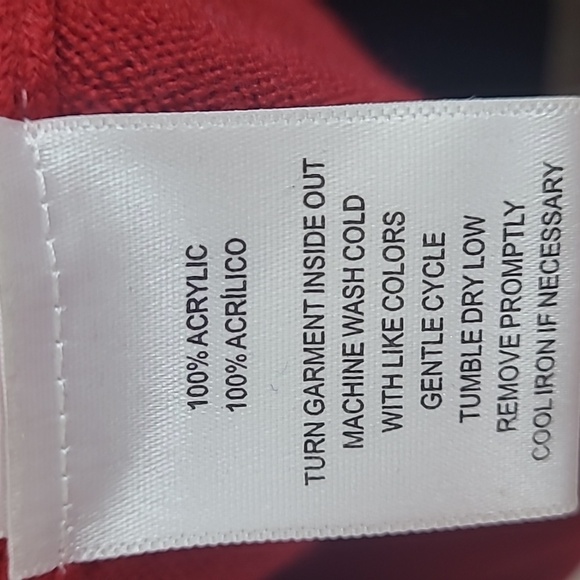 100% ACRYLIC
100% ACRÍLICO
TURN GARMENT INSIDE OUT
MACHINE WASH COLD
WITH LIKE COLORS
GENTLE CYCLE
TUMBLE DRY LOW
REMOVE PROMPTLY
COOL IRON IF NECESSARY